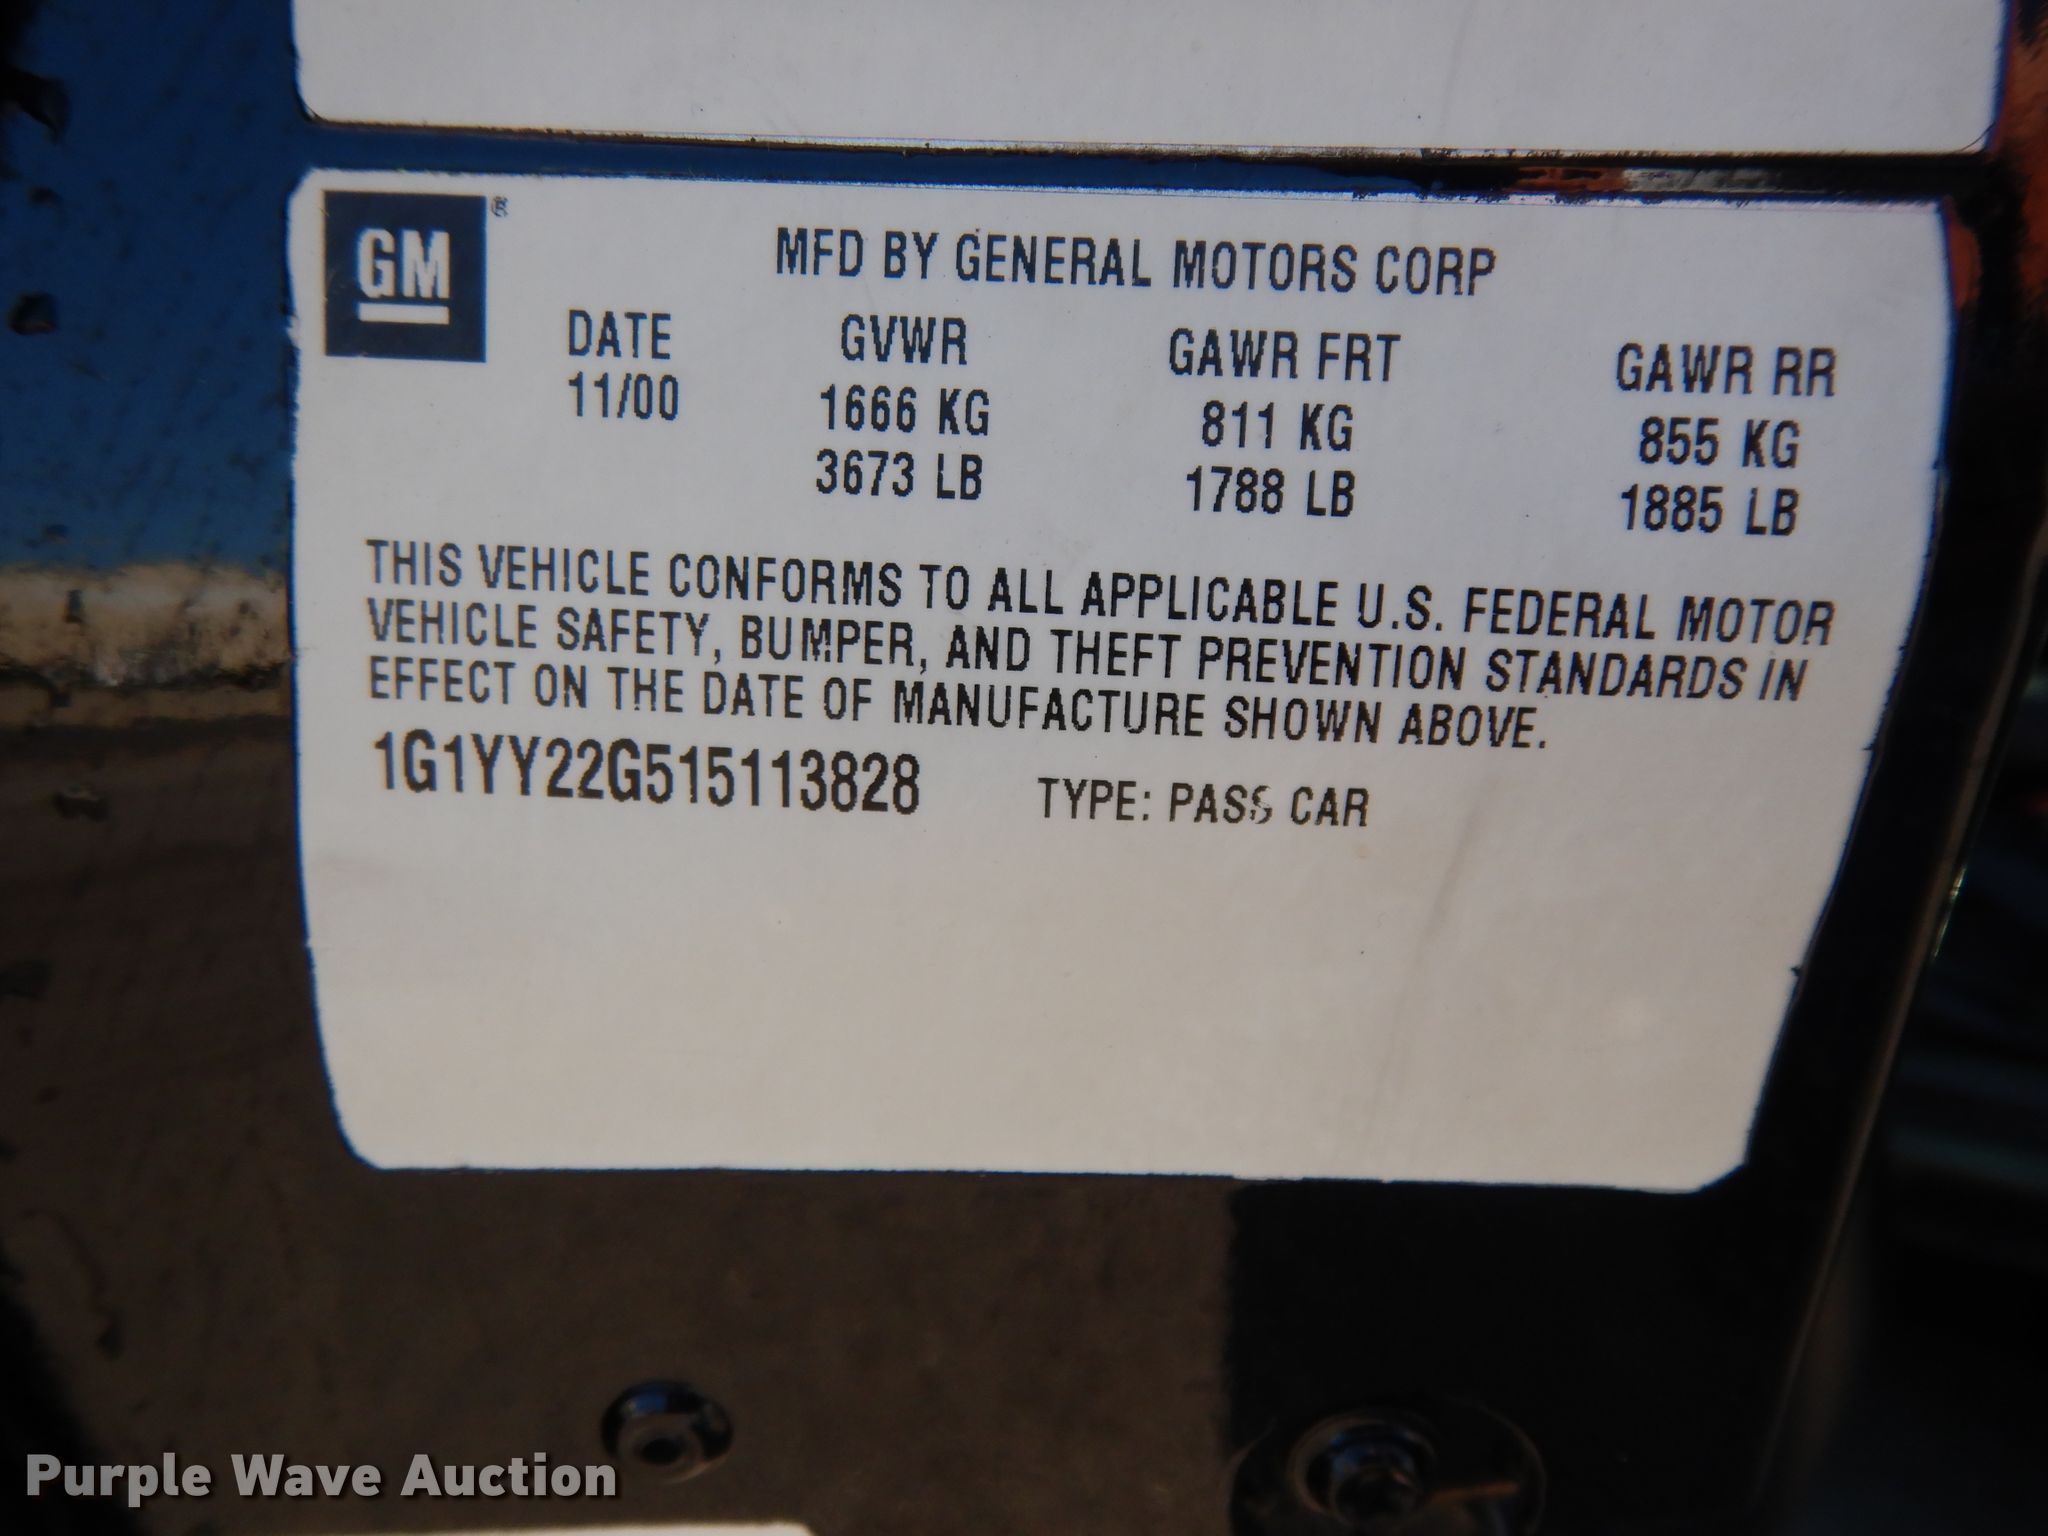 GM®
MFD BY GENERAL MOTORS CORP
DATE GVWR GAWR FRT GAWR RR
11/00 1666 KG 811 KG 855 KG
3673 LB 1788 LB 1885 LB
THIS VEHICLE CONFORMS TO ALL APPLICABLE U.S. FEDERAL MOTOR
VEHICLE SAFETY, BUMPER, AND THEFT PREVENTION STANDARDS IN
EFFECT ON THE DATE OF MANUFACTURE SHOWN ABOVE.
1G1YY22G515113828 TYPE: PASS CAR
Purple Wave Auction